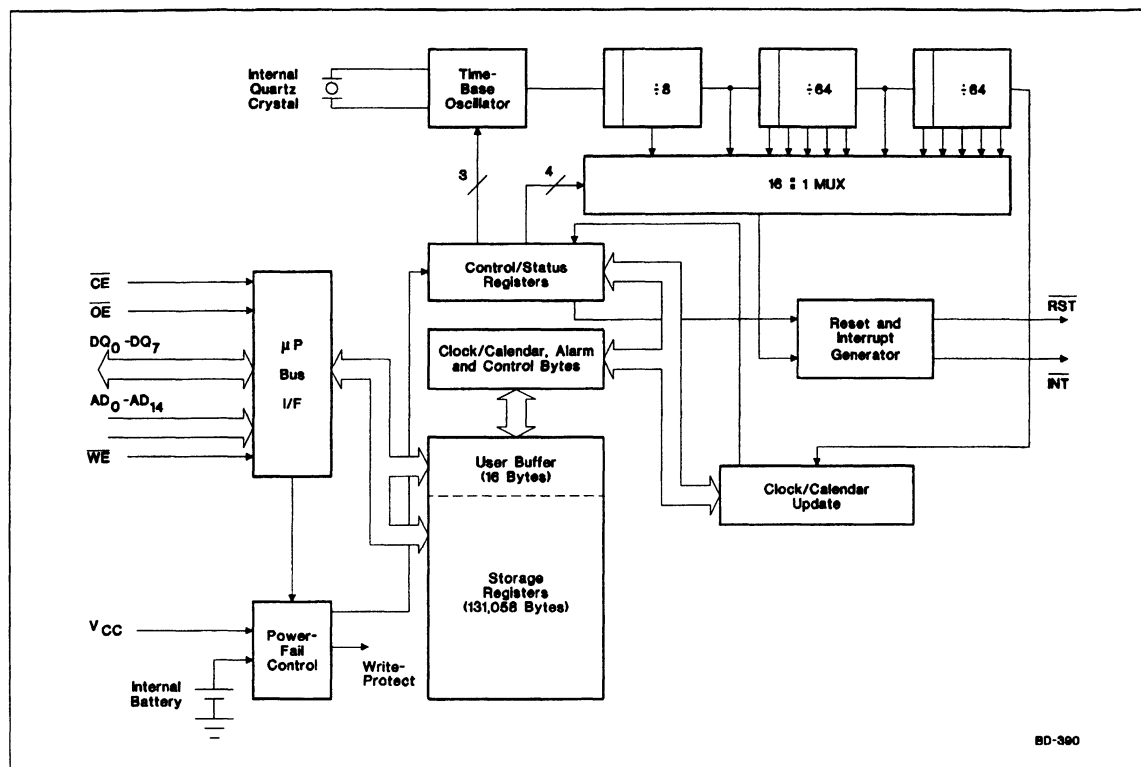 Internal
Quartz
Crystal
Time-
Base
Oscillator
÷8
÷64
÷64
3
4
16 : 1 MUX
Control/Status
Registers
CE
OE
DQ0-DQ7
AD0-AD14
WE
µP
Bus
I/F
Clock/Calendar, Alarm
and Control Bytes
Reset and
Interrupt
Generator
RST
INT
User Buffer
(16 Bytes)
Clock/Calendar
Update
Storage
Registers
(131,058 Bytes)
VCC
Power-
Fail
Control
Write-
Protect
Internal
Battery
BD-390